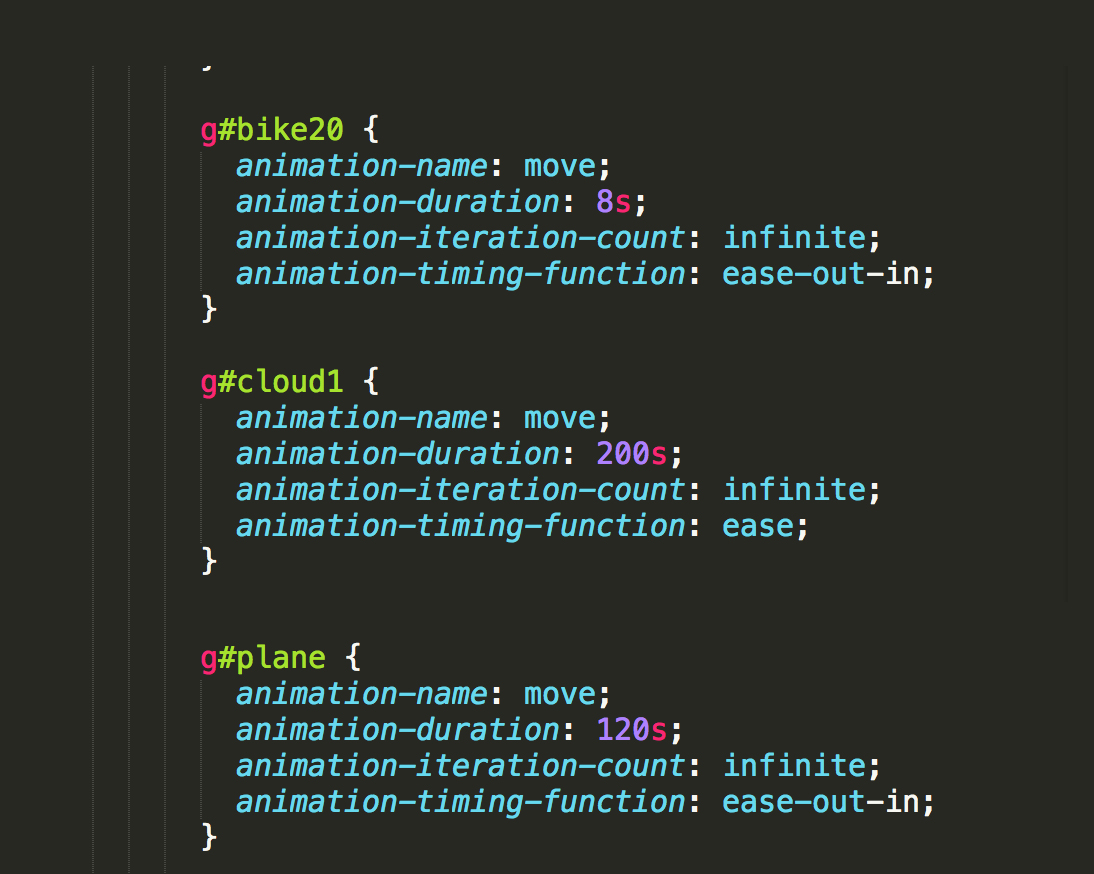 }
g#bike20 {
animation-name: move;
animation-duration: 8s;
animation-iteration-count: infinite;
animation-timing-function: ease-out-in;
}
g#cloud1 {
animation-name: move;
animation-duration: 200s;
animation-iteration-count: infinite;
animation-timing-function: ease;
}
g#plane {
animation-name: move;
animation-duration: 120s;
animation-iteration-count: infinite;
animation-timing-function: ease-out-in;
}